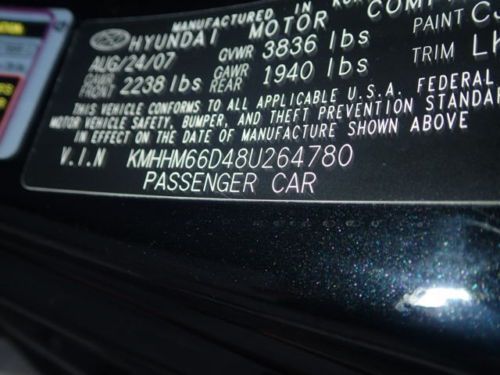 MANUFACTURED IN
HYUNDAI MOTOR
AUG/24/07 GVWR 3836 lbs PAINT
GAWR FRONT 2238 lbs GAWR REAR 1940 lbs TRIM
THIS VEHICLE CONFORMS TO ALL APPLICABLE U.S.A. FEDERAL
MOTOR VEHICLE SAFETY, BUMPER, AND THEFT PREVENTION
IN EFFECT ON THE DATE OF MANUFACTURE SHOWN ABOVE
V.I.N KMHHM66D48U264780
PASSENGER CAR